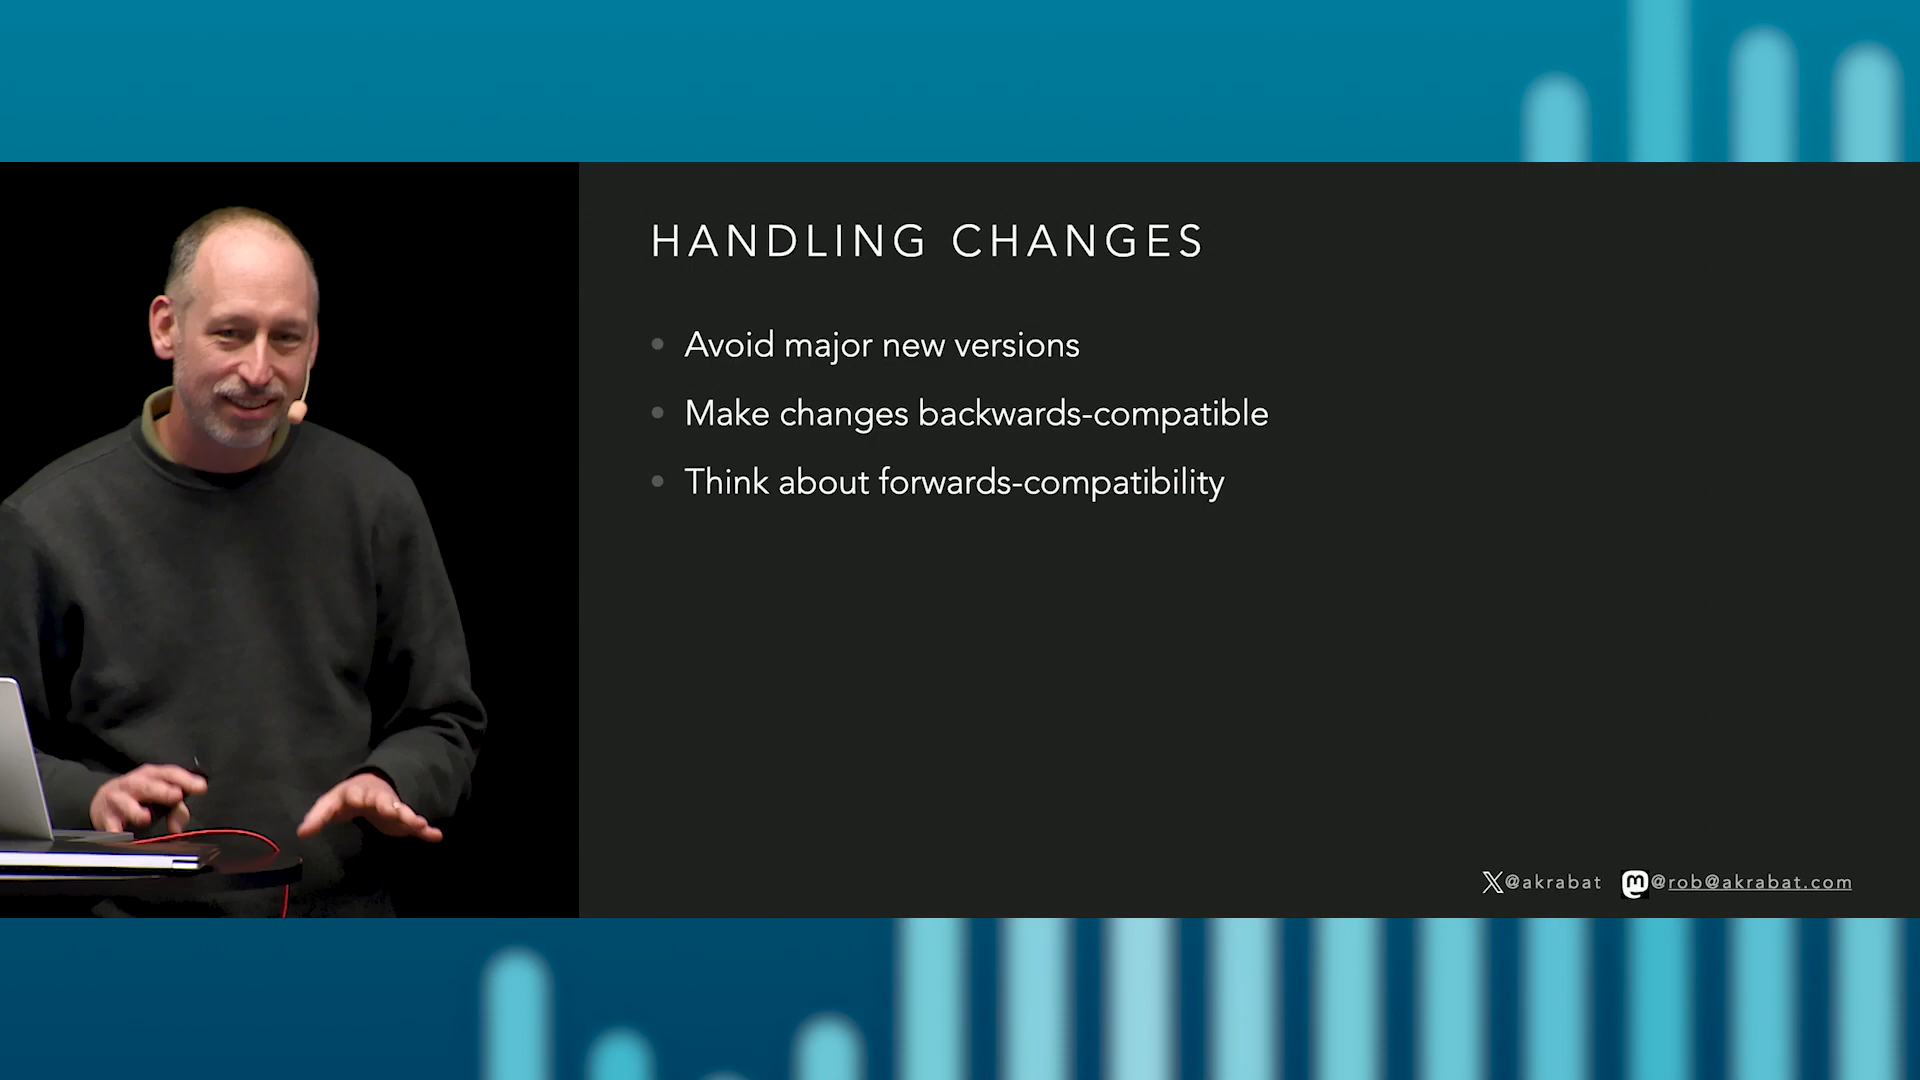 HANDLING CHANGES
• Avoid major new versions
• Make changes backwards-compatible
• Think about forwards-compatibility
X@akrabat @rob@akrabat.com